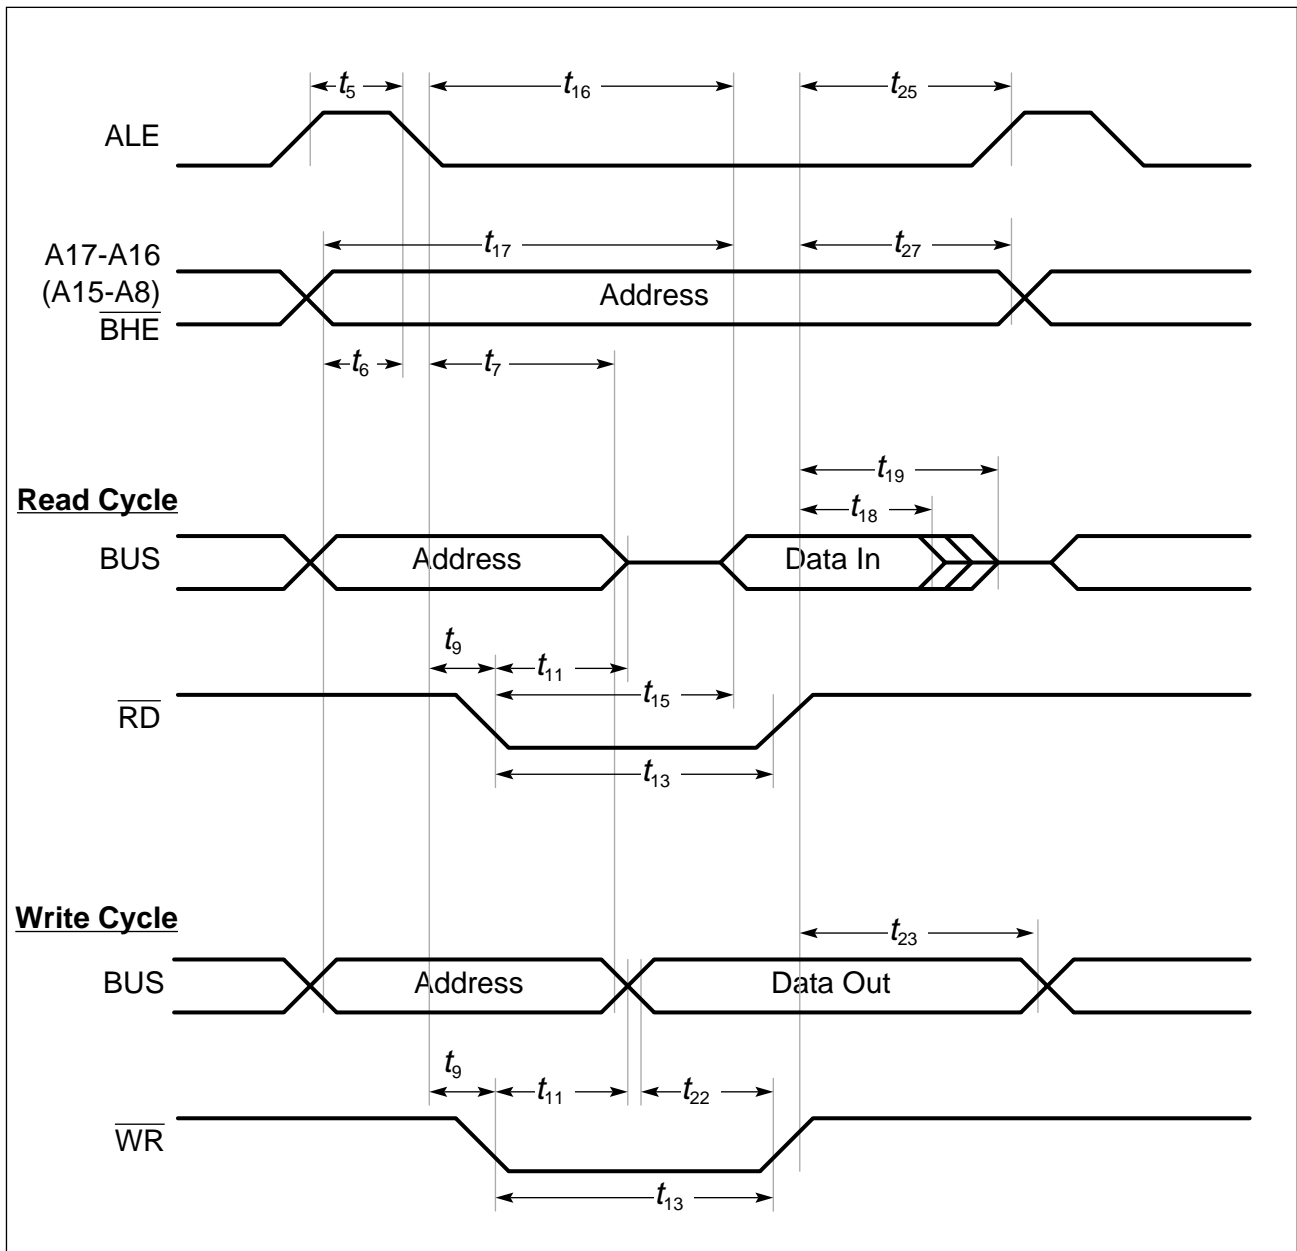 t5
t16
t25
ALE
t17
t27
A17-A16
(A15-A8)
BHE
Address
t6
t7
t19
Read Cycle
t18
BUS
Address
Data In
t9
t11
t15
RD
t13
Write Cycle
t23
BUS
Address
Data Out
t9
t11
t22
WR
t13